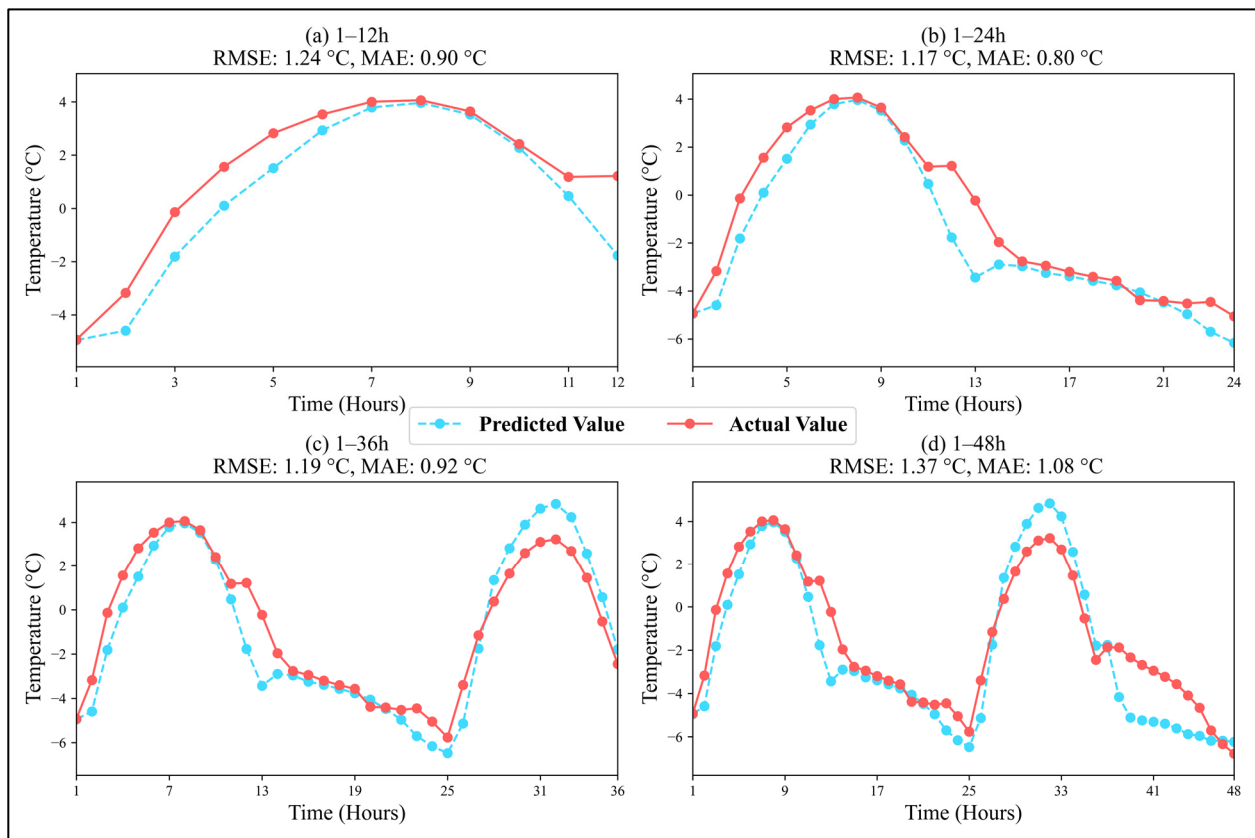 (a) 1–12h
RMSE: 1.24 °C, MAE: 0.90 °C
Temperature (°C)
4
2
0
−2
−4
1
3
5
7
9
11
12
Time (Hours)
(b) 1–24h
RMSE: 1.17 °C, MAE: 0.80 °C
Temperature (°C)
4
2
0
−2
−4
−6
1
5
9
13
17
21
24
Time (Hours)
Predicted Value
Actual Value
(c) 1–36h
RMSE: 1.19 °C, MAE: 0.92 °C
Temperature (°C)
4
2
0
−2
−4
−6
1
7
13
19
25
31
36
Time (Hours)
(d) 1–48h
RMSE: 1.37 °C, MAE: 1.08 °C
Temperature (°C)
4
2
0
−2
−4
−6
1
9
17
25
33
41
48
Time (Hours)